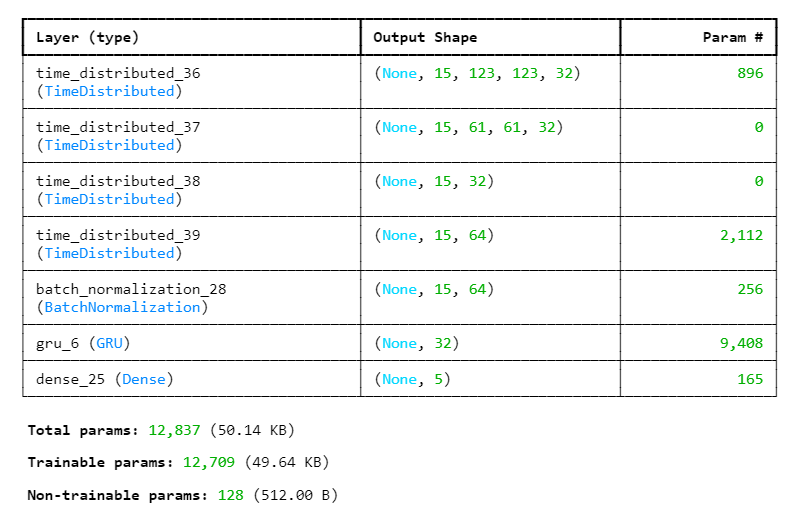 Layer (type) Output Shape Param #
time_distributed_36 (None, 15, 123, 123, 32) 896
(TimeDistributed)
time_distributed_37 (None, 15, 61, 61, 32) 0
(TimeDistributed)
time_distributed_38 (None, 15, 32) 0
(TimeDistributed)
time_distributed_39 (None, 15, 64) 2,112
(TimeDistributed)
batch_normalization_28 (None, 15, 64) 256
(BatchNormalization)
gru_6 (GRU) (None, 32) 9,408
dense_25 (Dense) (None, 5) 165
Total params: 12,837 (50.14 KB)
Trainable params: 12,709 (49.64 KB)
Non-trainable params: 128 (512.00 B)